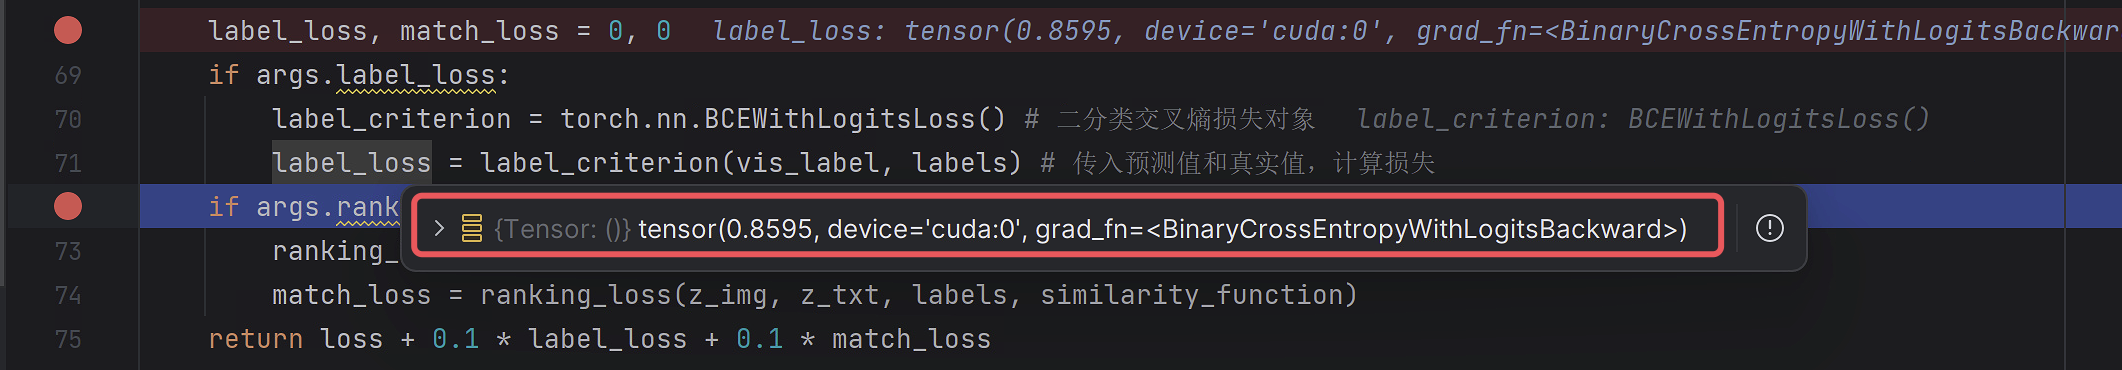 label_loss, match_loss = 0, 0   label_loss: tensor(0.8595, device='cuda:0', grad_fn=<BinaryCrossEntropyWithLogitsBackwar
69 if args.label_loss:
70 label_criterion = torch.nn.BCEWithLogitsLoss() # 二分类交叉熵损失对象   label_criterion: BCEWithLogitsLoss()
71 label_loss = label_criterion(vis_label, labels) # 传入预测值和真实值，计算损失
if args.rank
{Tensor: ()} tensor(0.8595, device='cuda:0', grad_fn=<BinaryCrossEntropyWithLogitsBackward>)
73 ranking_
74 match_loss = ranking_loss(z_img, z_txt, labels, similarity_function)
75 return loss + 0.1 * label_loss + 0.1 * match_loss